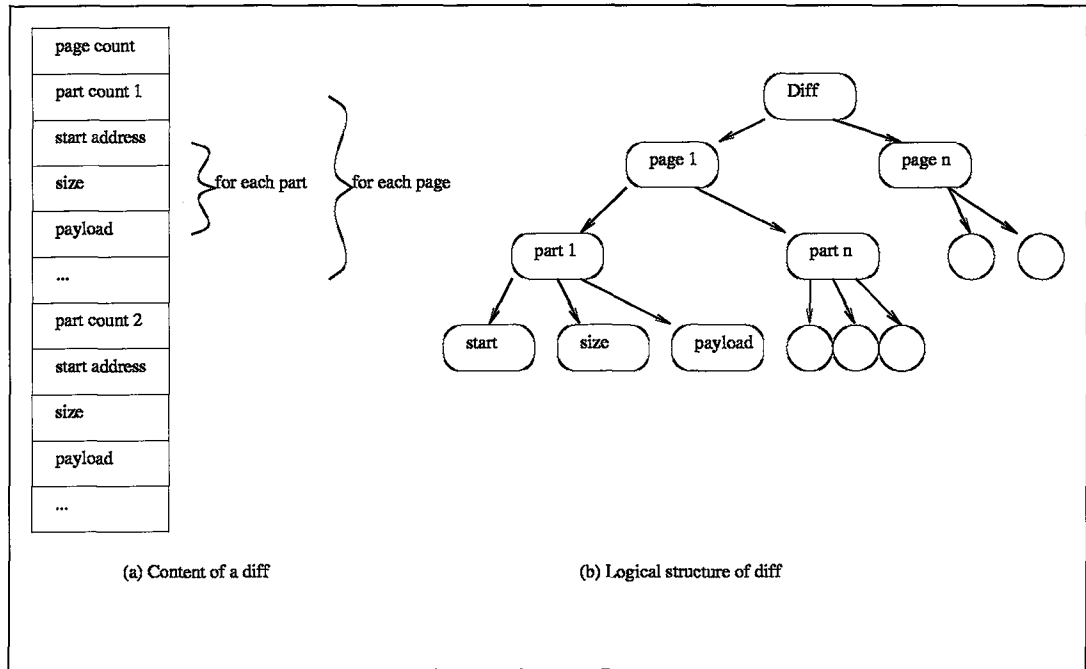 page count
part count 1
start address
size
payload
...
part count 2
start address
size
payload
...
for each part
for each page
(a) Content of a diff
Diff
page 1
page n
part 1
part n
start
size
payload
(b) Logical structure of diff